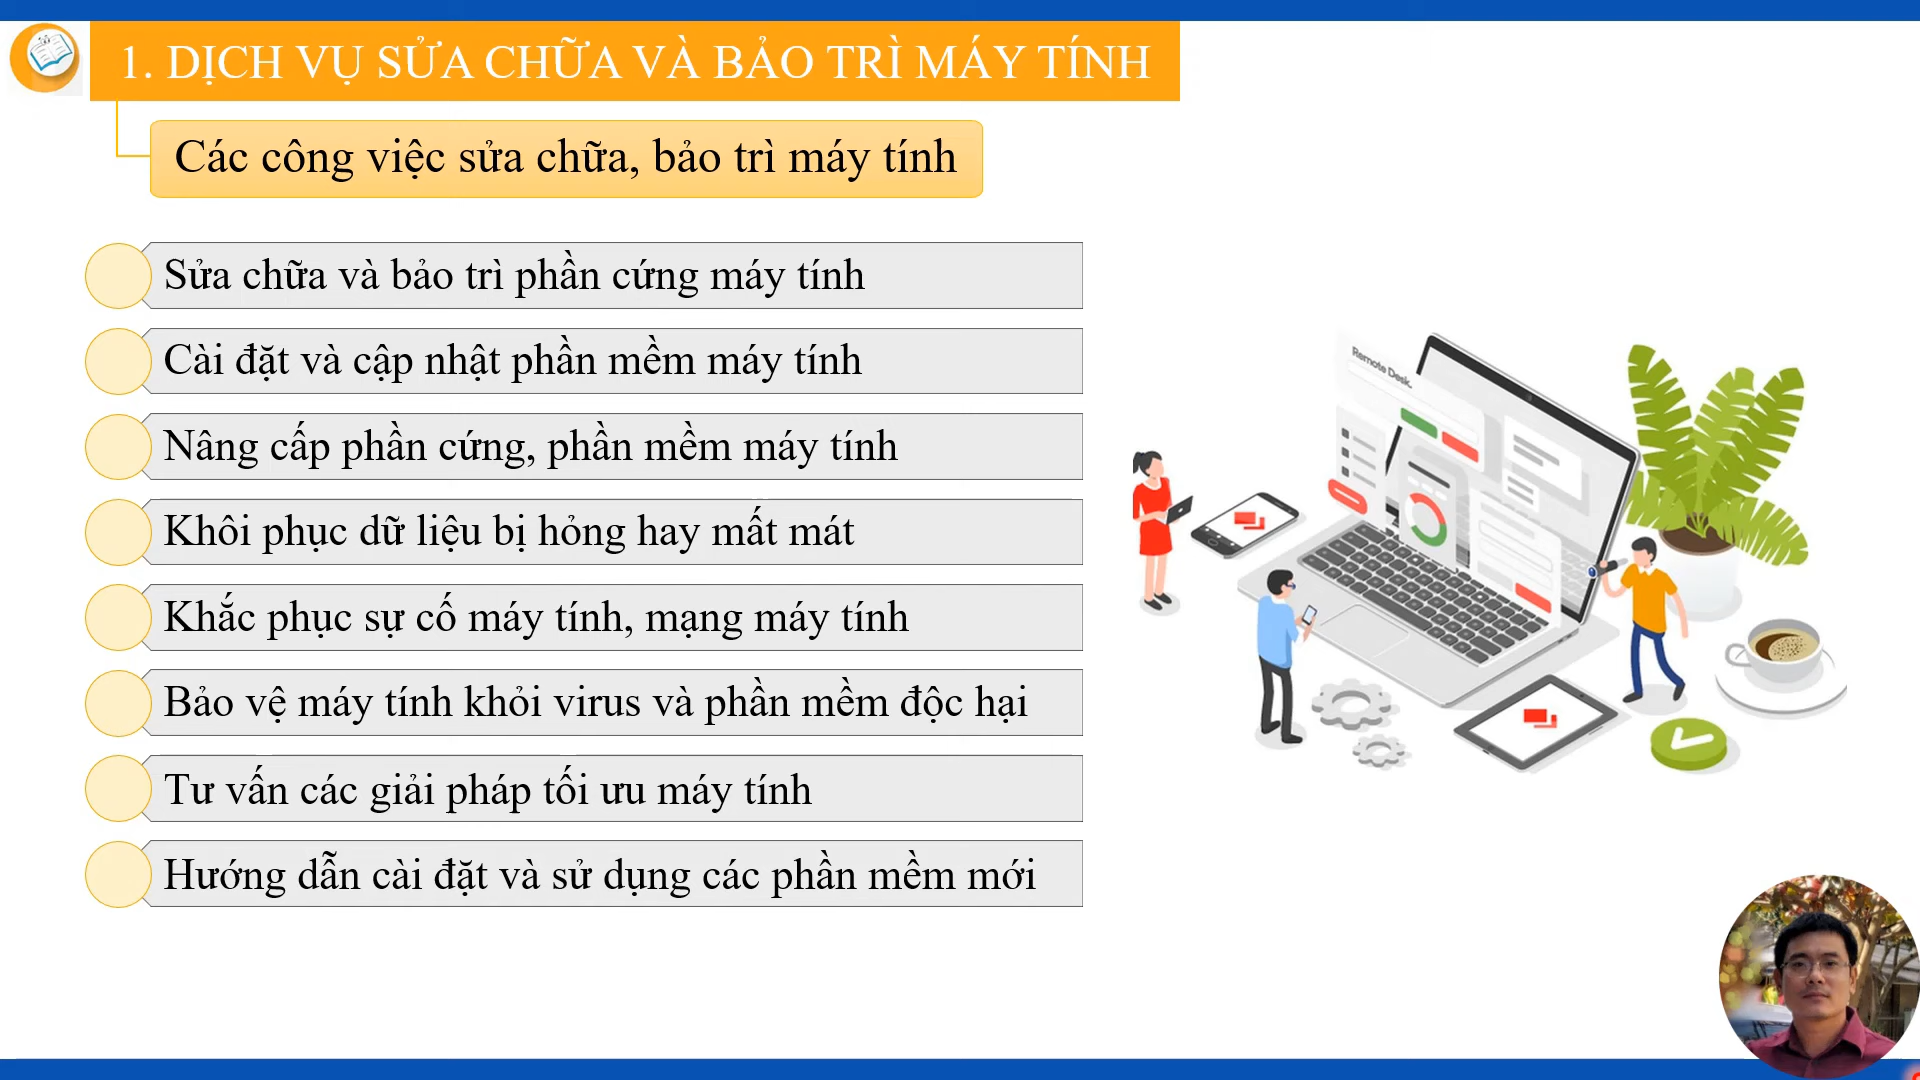 1. DỊCH VỤ SỬA CHỮA VÀ BẢO TRÌ MÁY TÍNH
Các công việc sửa chữa, bảo trì máy tính
Sửa chữa và bảo trì phần cứng máy tính
Cài đặt và cập nhật phần mềm máy tính
Nâng cấp phần cứng, phần mềm máy tính
Khôi phục dữ liệu bị hỏng hay mất mát
Khắc phục sự cố máy tính, mạng máy tính
Bảo vệ máy tính khỏi virus và phần mềm độc hại
Tư vấn các giải pháp tối ưu máy tính
Hướng dẫn cài đặt và sử dụng các phần mềm mới
Remote Desk.